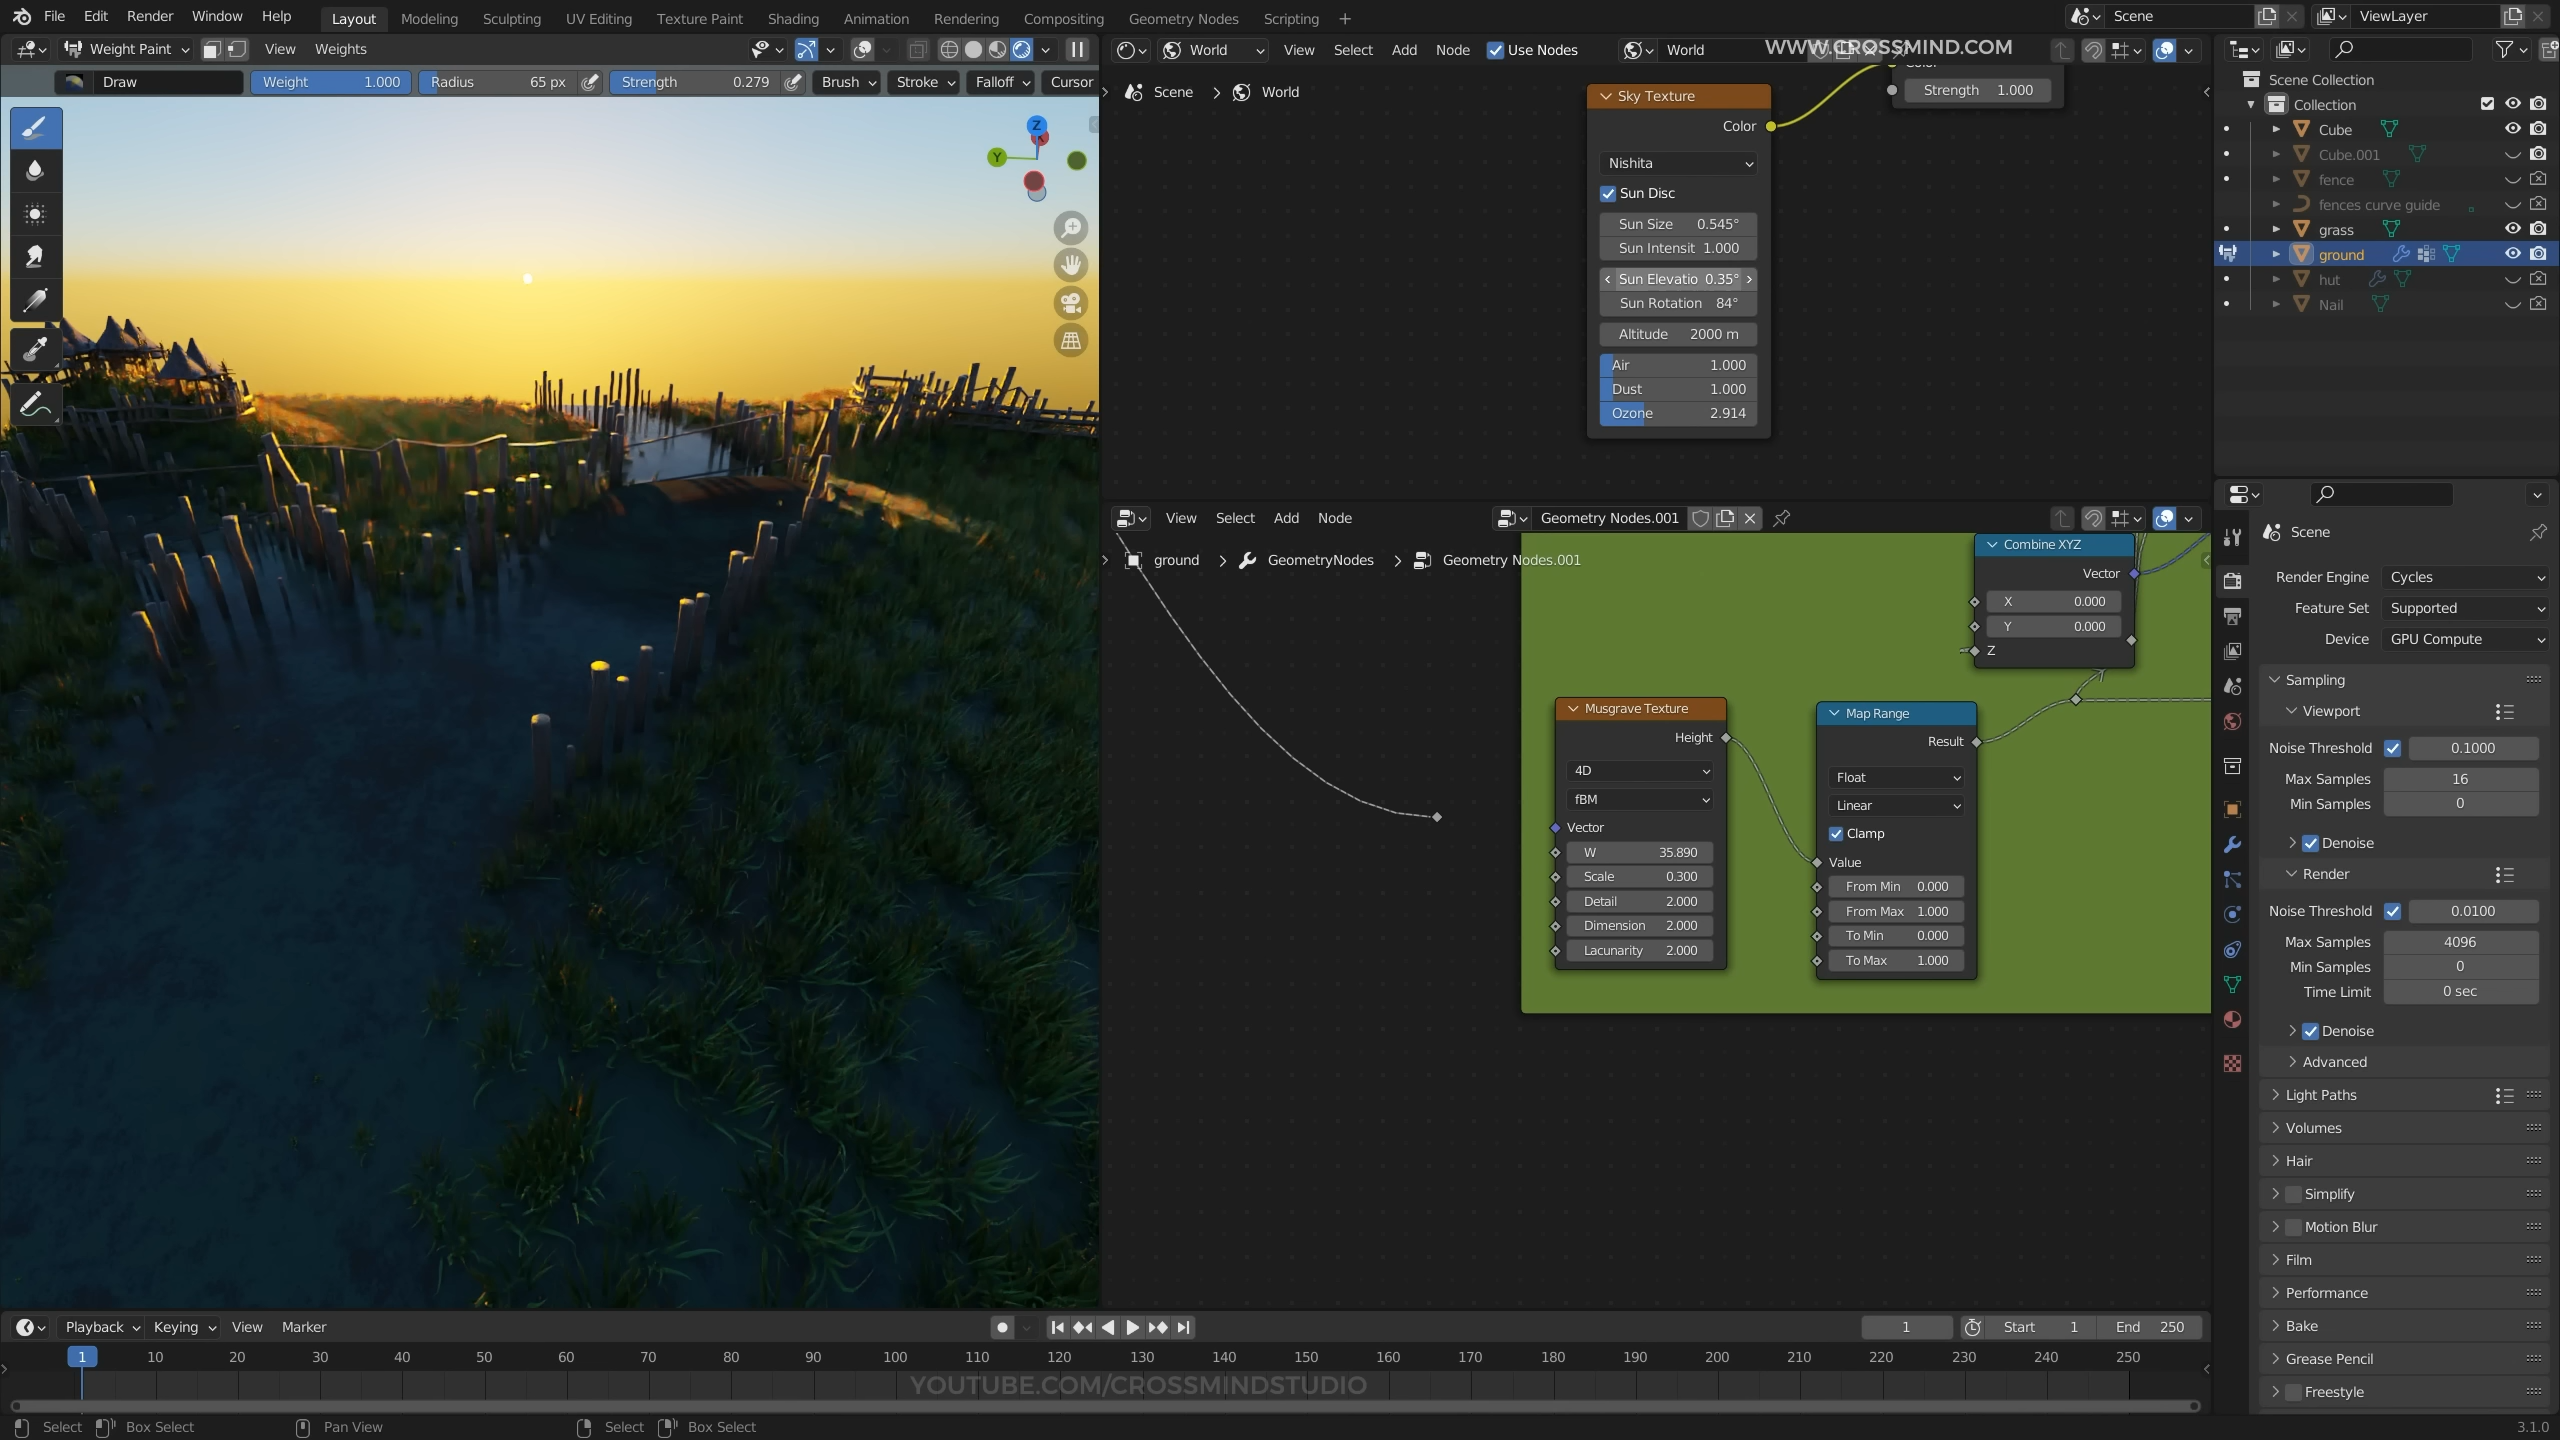 File Edit Render Window Help Layout Modeling Sculpting UV Editing Texture Paint Shading Animation Rendering Compositing Geometry Nodes Scripting + Scene ViewLayer
Weight Paint View Weights
Draw Weight 1.000 Radius 65 px Strength 0.279 Brush Stroke Falloff Cursor
Z
Y
World View Select Add Node Use Nodes World
WWW.CROSSMIND.COM
Scene > World
Strength 1.000
Sky Texture
Color
Nishita
Sun Disc
Sun Size 0.545°
Sun Intensit 1.000
Sun Elevatio 0.35°
Sun Rotation 84°
Altitude 2000 m
Air 1.000
Dust 1.000
Ozone 2.914
View Select Add Node Geometry Nodes.001
ground > GeometryNodes > Geometry Nodes.001
Combine XYZ
Vector
X 0.000
Y 0.000
Z
Musgrave Texture
Height
4D
fBM
Vector
W 35.890
Scale 0.300
Detail 2.000
Dimension 2.000
Lacunarity 2.000
Map Range
Result
Float
Linear
Clamp
Value
From Min 0.000
From Max 1.000
To Min 0.000
To Max 1.000
Scene Collection
Collection
Cube
Cube.001
fence
fences curve guide
grass
ground
hut
Nail
Scene
Render Engine Cycles
Feature Set Supported
Device GPU Compute
Sampling
Viewport
Noise Threshold 0.1000
Max Samples 16
Min Samples 0
Denoise
Render
Noise Threshold 0.0100
Max Samples 4096
Min Samples 0
Time Limit 0 sec
Denoise
Advanced
Light Paths
Volumes
Hair
Simplify
Motion Blur
Film
Performance
Bake
Grease Pencil
Freestyle
Playback Keying View Marker 1 Start 1 End 250
1 10 20 30 40 50 60 70 80 90 100 110 120 130 140 150 160 170 180 190 200 210 220 230 240 250
YOUTUBE.COM/CROSSMINDSTUDIO
Select Box Select Pan View Select Box Select 3.1.0